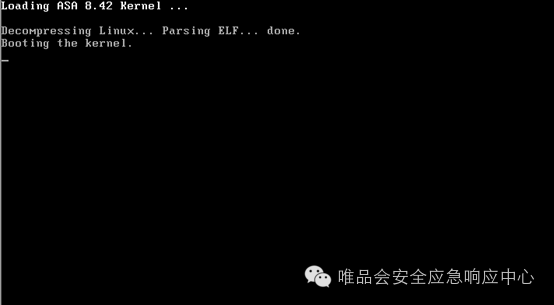 Loading ASA 8.42 Kernel ...
Decompressing Linux... Parsing ELF... done.
Booting the kernel.
唯品会安全应急响应中心